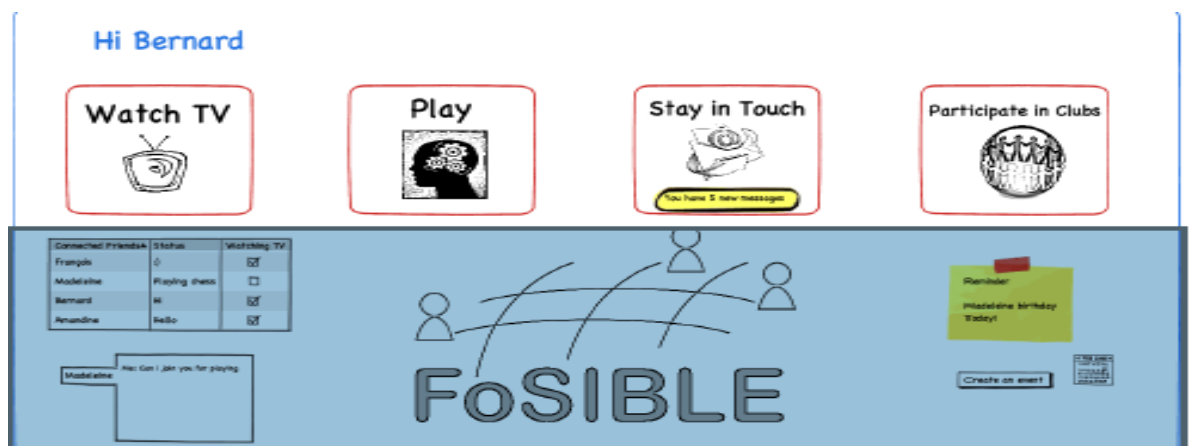 Hi Bernard
Watch TV
Play
Stay in Touch
Participate in Clubs
You have 5 new messages
Connected Friends Status Watching TV
François :)
Madeleine Playing chess
Bernard Hi
Amandine Hello
Madeleine
Me: Can I join you for playing
FoSIBLE
Reminder
Madeleine birthday
Today!
Create an event